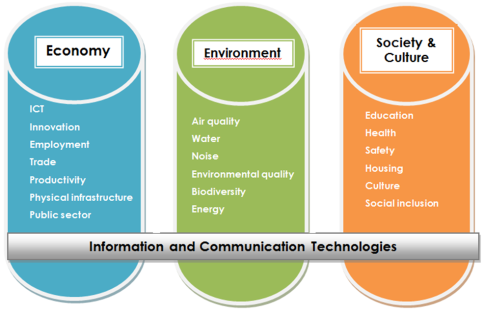 Economy
ICT
Innovation
Employment
Trade
Productivity
Physical infrastructure
Public sector
Environment
Air quality
Water
Noise
Environmental quality
Biodiversity
Energy
Society &
Culture
Education
Health
Safety
Housing
Culture
Social inclusion
Information and Communication Technologies